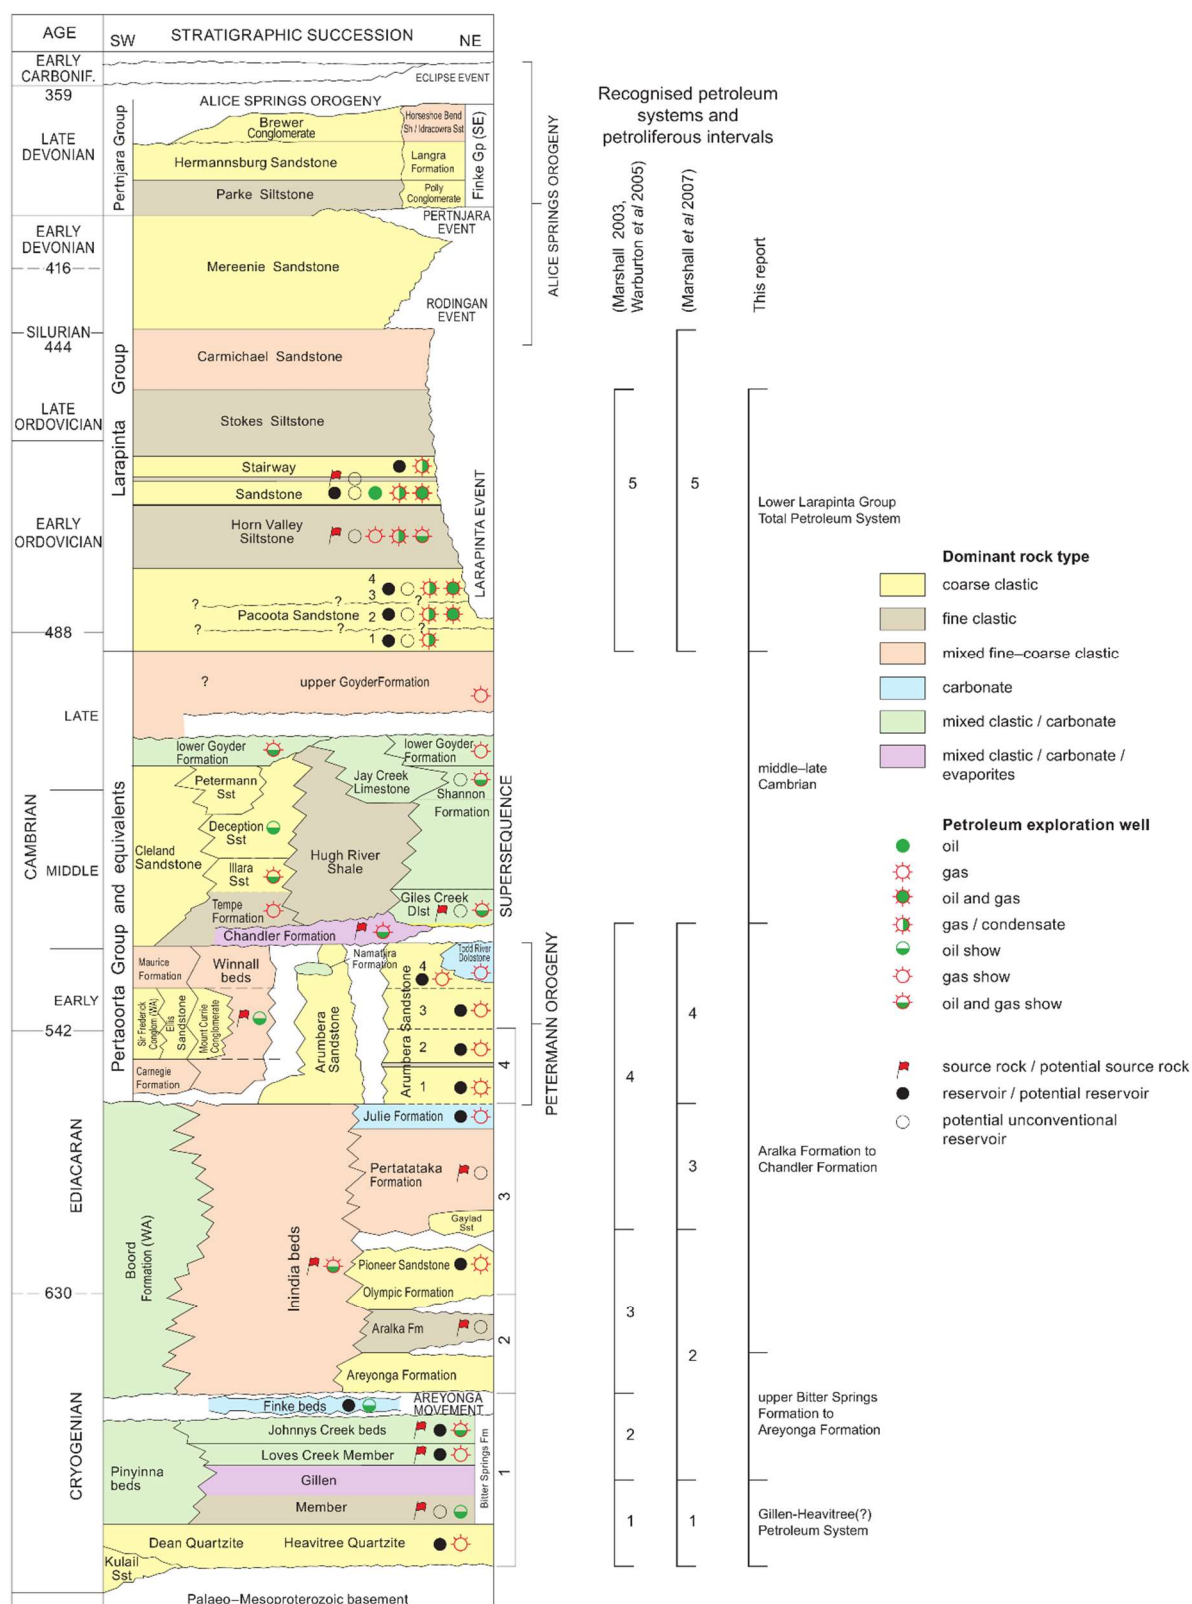 AGE
SW
STRATIGRAPHIC SUCCESSION
NE
EARLY
CARBONIF.
359
LATE
DEVONIAN
EARLY
DEVONIAN
416
SILURIAN
444
LATE
ORDOVICIAN
EARLY
ORDOVICIAN
488
LATE
CAMBRIAN
MIDDLE
EARLY
542
EDIACARAN
630
CRYOGENIAN
ECLIPSE EVENT
ALICE SPRINGS OROGENY
Pertnjara Group
Brewer
Conglomerate
Horseshoe Bend
Sh / Idracowra Sst
Finke Gp (SE)
Hermannsburg Sandstone
Langra
Formation
Parke Siltstone
Polly
Conglomerate
PERTNJARA
EVENT
Mereenie Sandstone
RODINGAN
EVENT
ALICE SPRINGS OROGENY
Larapinta Group
Carmichael Sandstone
Stokes Siltstone
Stairway
Sandstone
Horn Valley
Siltstone
LARAPINTA EVENT
4
3
? ? ?
Pacoota Sandstone 2
? ? ?
1
Pertaoorta Group and equivalents
? upper GoyderFormation
lower Goyder
Formation
lower Goyder
Formation
Petermann
Sst
Jay Creek
Limestone
Shannon
Formation
Deception
Sst
Cleland
Sandstone
Hugh River
Shale
Illara
Sst
Giles Creek
Dlst
Tempe
Formation
Chandler Formation
SUPERSEQUENCE
Maurice
Formation
Winnall
beds
Namatjira
Formation
Todd River
Dolostone
4
Sir Frederick
Conglom (WA)
Ellis
Sandstone
Mount Currie
Conglomerate
Arumbera
Sandstone
Arumbera Sandstone
3
2
1
4
PETERMANN OROGENY
Carnegie
Formation
Julie Formation
Pertatataka
Formation
3
Gaylad
Sst
Boord
Formation (WA)
Inindia beds
Pioneer Sandstone
Olympic Formation
Aralka Fm
2
Areyonga Formation
Finke beds
AREYONGA
MOVEMENT
Johnnys Creek beds
Loves Creek Member
Pinyinna
beds
Gillen
Member
Bitter Springs Fm
1
Dean Quartzite
Heavitree Quartzite
Kulail
Sst
Palaeo–Mesoproterozoic basement
Recognised petroleum
systems and
petroliferous intervals
(Marshall 2003,
Warburton et al 2005)
(Marshall et al 2007)
This report
5
5
Lower Larapinta Group
Total Petroleum System
middle–late
Cambrian
4
4
3
Aralka Formation to
Chandler Formation
3
2
upper Bitter Springs
Formation to
Areyonga Formation
2
1
1
Gillen-Heavitree(?)
Petroleum System
Dominant rock type
coarse clastic
fine clastic
mixed fine–coarse clastic
carbonate
mixed clastic / carbonate
mixed clastic / carbonate /
evaporites
Petroleum exploration well
oil
gas
oil and gas
gas / condensate
oil show
gas show
oil and gas show
source rock / potential source rock
reservoir / potential reservoir
potential unconventional
reservoir